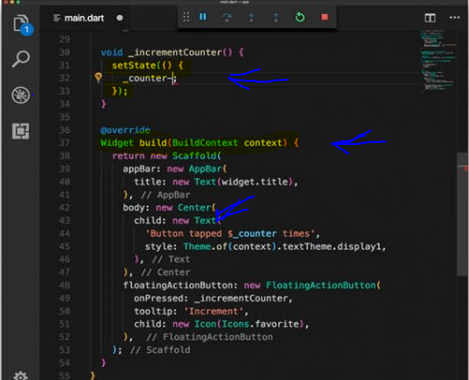 main.dart — app
main.dart
29
30 void _incrementCounter() {
31 setState(() {
32 _counter-
33 });
34 }
35
36 @override
37 Widget build(BuildContext context) {
38 return new Scaffold(
39 appBar: new AppBar(
40 title: new Text(widget.title),
41 ), // AppBar
42 body: new Center(
43 child: new Text(
44 'Button tapped $_counter times',
45 style: Theme.of(context).textTheme.display1,
46 ), // Text
47 ), // Center
48 floatingActionButton: new FloatingActionButton(
49 onPressed: _incrementCounter,
50 tooltip: 'Increment',
51 child: new Icon(Icons.favorite),
52 ), // FloatingActionButton
53 ); // Scaffold
54 }
55 }
1